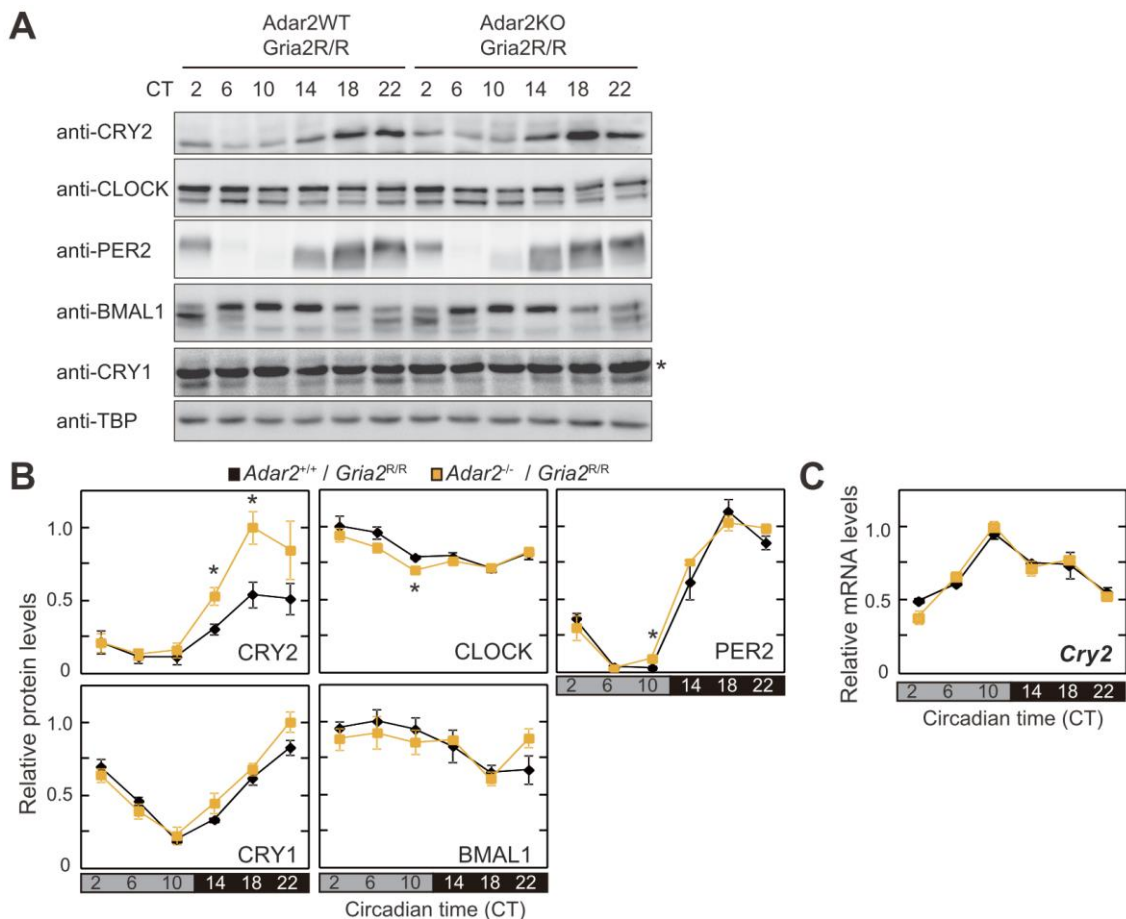 A
Adar2WT Adar2KO
Gria2R/R Gria2R/R
CT 2 6 10 14 18 22 2 6 10 14 18 22
anti-CRY2
anti-CLOCK
anti-PER2
anti-BMAL1
anti-CRY1 *
anti-TBP
B
Adar2+/+ / Gria2R/R Adar2-/- / Gria2R/R
Relative protein levels
1.0
0.5
0
* *
CRY2
*
CLOCK
*
PER2
2 6 10 14 18 22
1.0
0.5
0
CRY1
BMAL1
2 6 10 14 18 22 2 6 10 14 18 22
Circadian time (CT)
C
Relative mRNA levels
1.0
0.5
0
Cry2
2 6 10 14 18 22
Circadian time (CT)